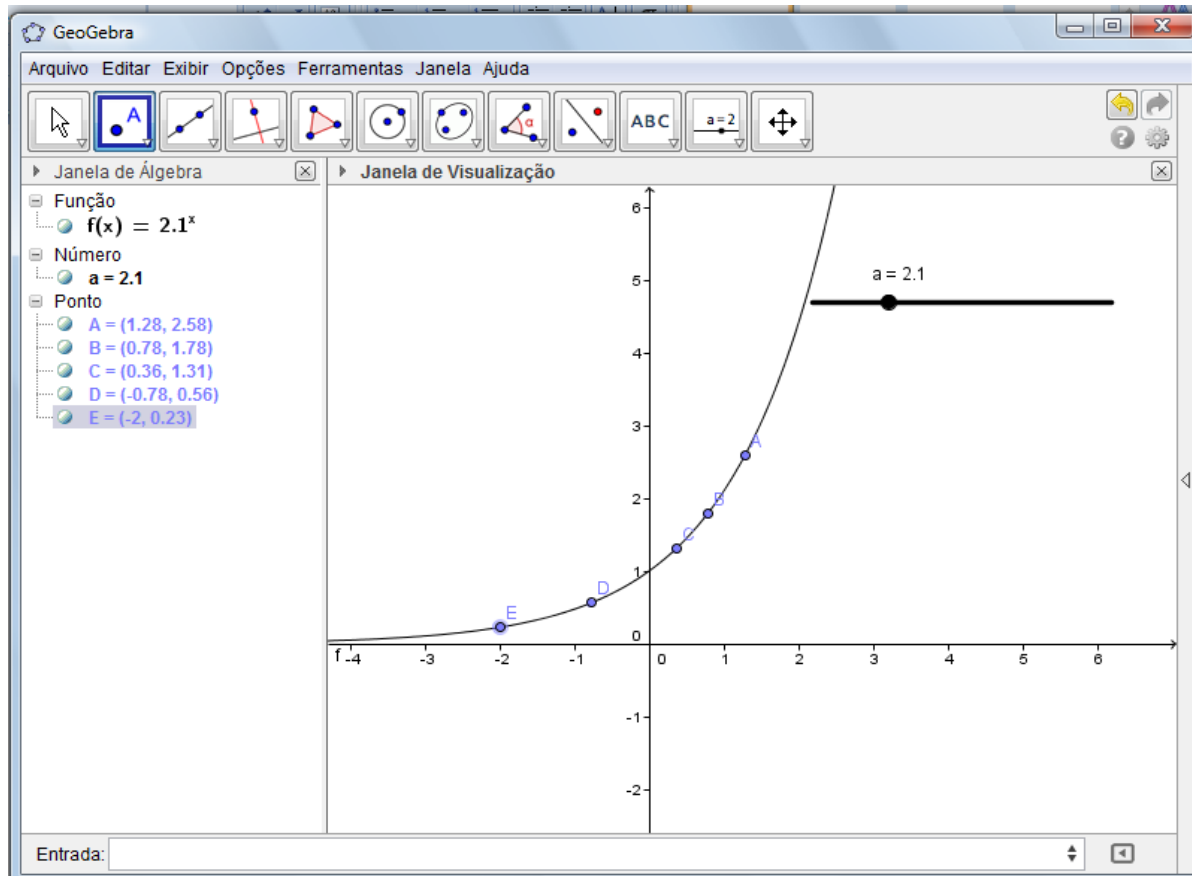 GeoGebra
Arquivo Editar Exibir Opções Ferramentas Janela Ajuda
A
α
ABC
a=2
Janela de Álgebra
Janela de Visualização
Função
f(x) = 2.1ˣ
Número
a = 2.1
Ponto
A = (1.28, 2.58)
B = (0.78, 1.78)
C = (0.36, 1.31)
D = (-0.78, 0.56)
E = (-2, 0.23)
6
5
a = 2.1
4
3
A
2
B
C
1
D
E
0
f -4 -3 -2 -1 0 1 2 3 4 5 6
-1
-2
Entrada: